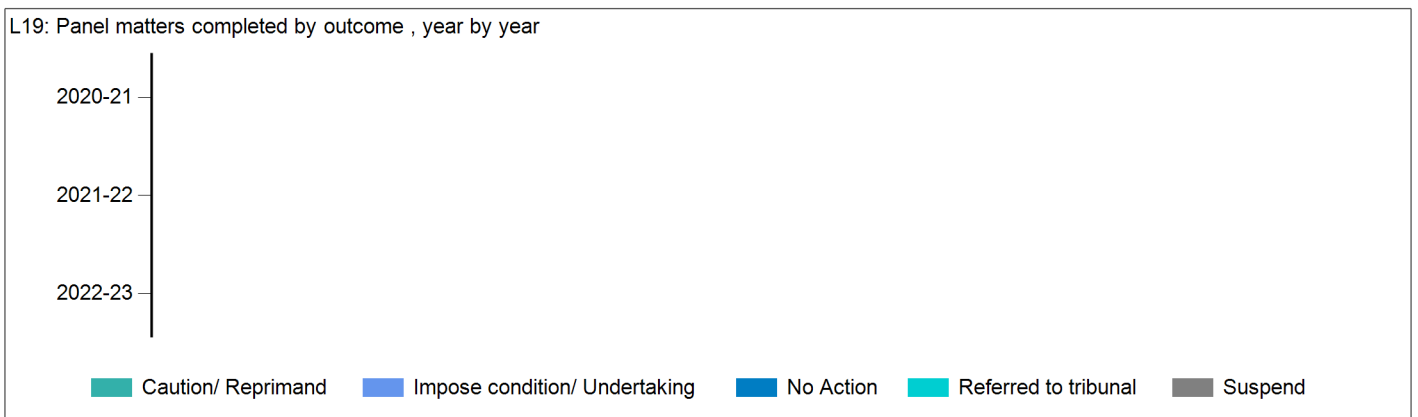 L19: Panel matters completed by outcome , year by year
2020-21
2021-22
2022-23
Caution/ Reprimand Impose condition/ Undertaking No Action Referred to tribunal Suspend